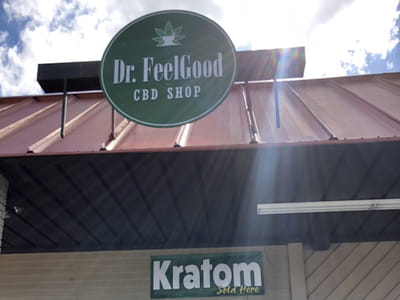 Dr. FeelGood
CBD SHOP
Kratom
Sold Here